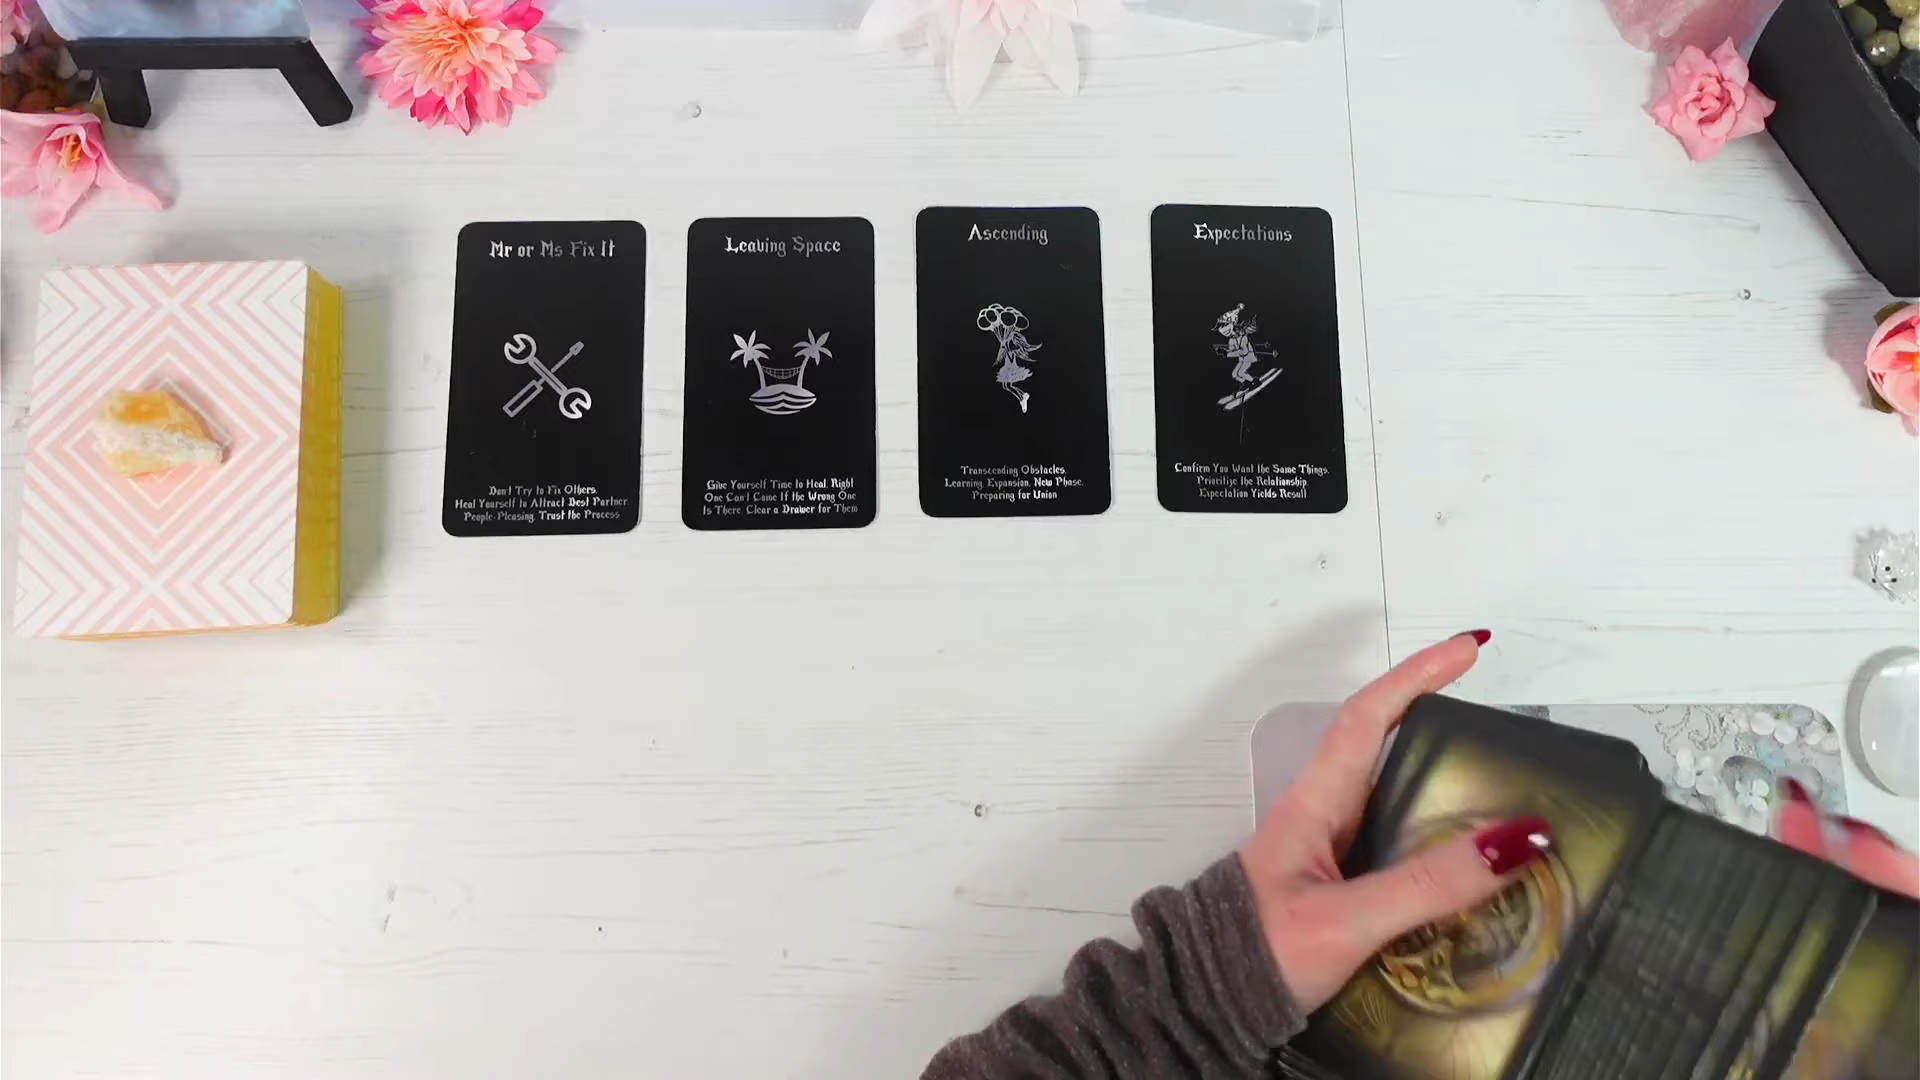 Mr or Ms Fix It
Don't Try to Fix Others.
Heal Yourself to Attract Best Partner.
People-Pleasing. Trust the Process
Leaving Space
Give Yourself Time to Heal. Right
One Can't Come If the Wrong One
Is There. Clear a Drawer for Them
Ascending
Transcending Obstacles.
Learning. Expansion. New Phase.
Preparing for Union
Expectations
Confirm You Want the Same Things.
Prioritize the Relationship.
Expectation Yields Result